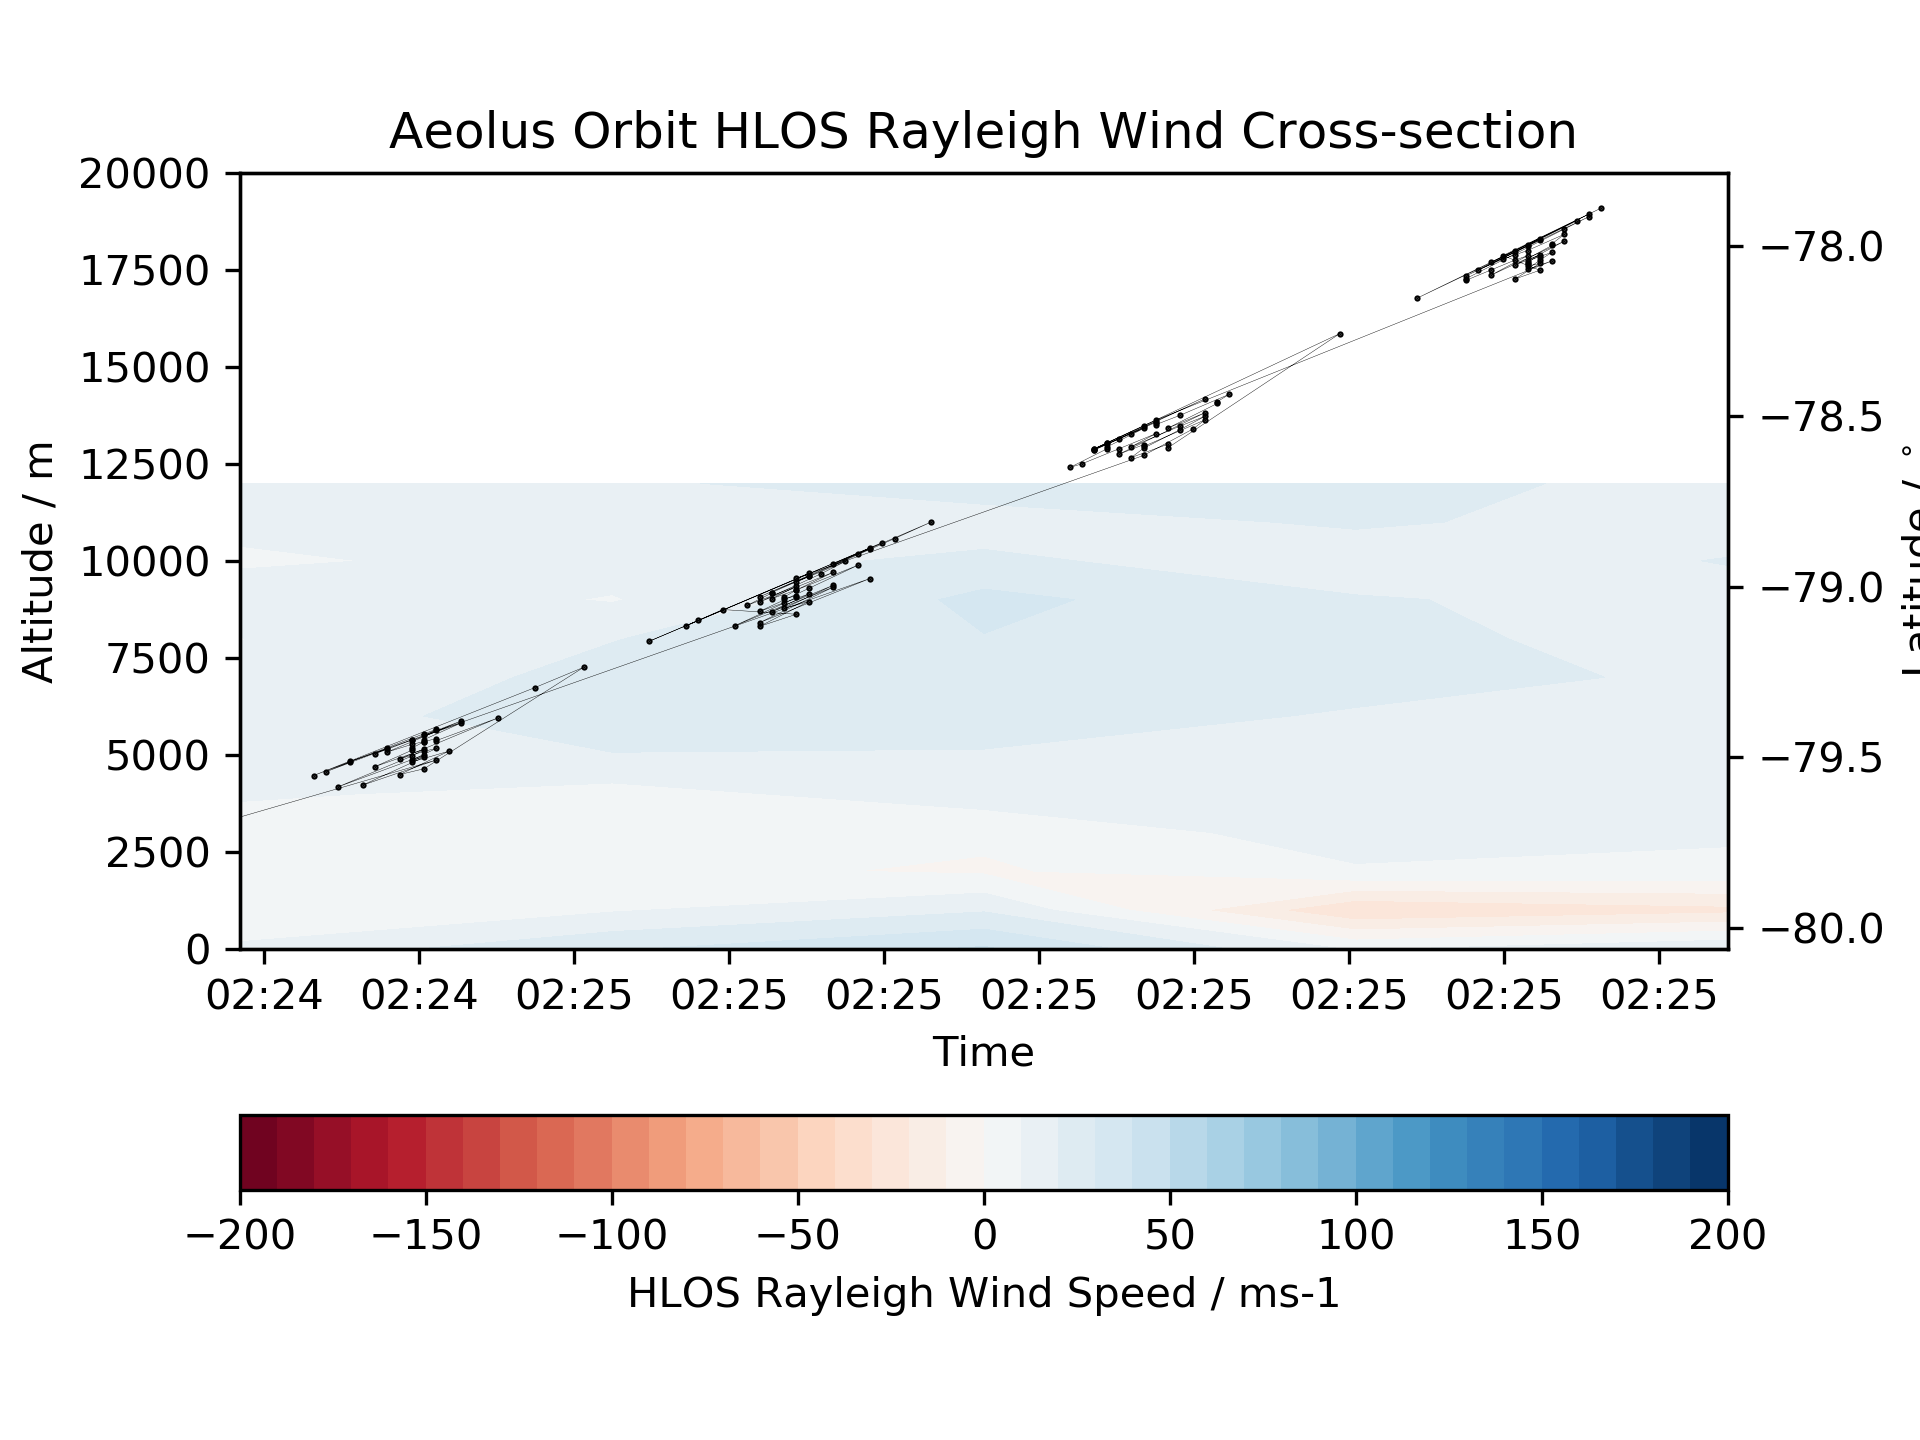 Aeolus Orbit HLOS Rayleigh Wind Cross-section
20000
17500
15000
12500
10000
7500
5000
2500
0
Altitude / m
−78.0
−78.5
−79.0
−79.5
−80.0
Latitude / °
02:24 02:24 02:25 02:25 02:25 02:25 02:25 02:25 02:25 02:25
Time
−200 −150 −100 −50 0 50 100 150 200
HLOS Rayleigh Wind Speed / ms-1